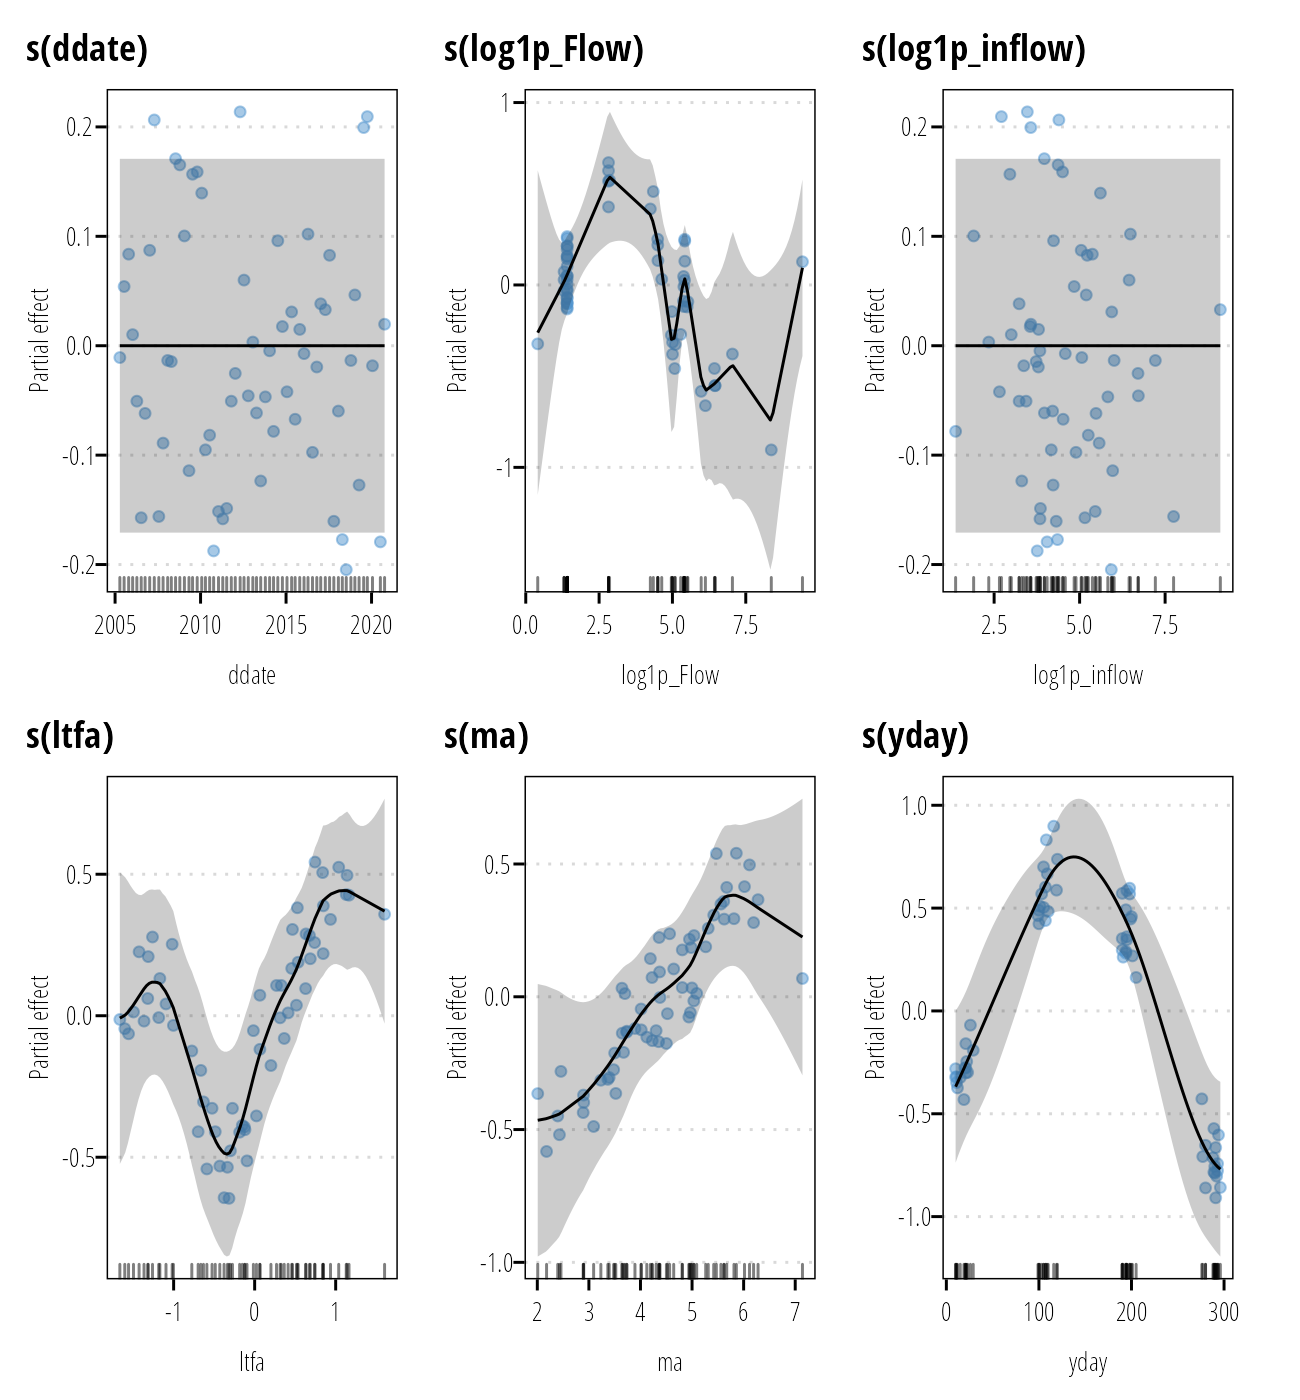 s(ddate)
s(log1p_Flow)
s(log1p_inflow)
Partial effect
0.2
0.1
0.0
-0.1
-0.2
2005 2010 2015 2020
ddate
Partial effect
1
0
-1
0.0 2.5 5.0 7.5
log1p_Flow
Partial effect
0.2
0.1
0.0
-0.1
-0.2
2.5 5.0 7.5
log1p_inflow
s(ltfa)
s(ma)
s(yday)
Partial effect
0.5
0.0
-0.5
-1 0 1
ltfa
Partial effect
0.5
0.0
-0.5
-1.0
2 3 4 5 6 7
ma
Partial effect
1.0
0.5
0.0
-0.5
-1.0
0 100 200 300
yday